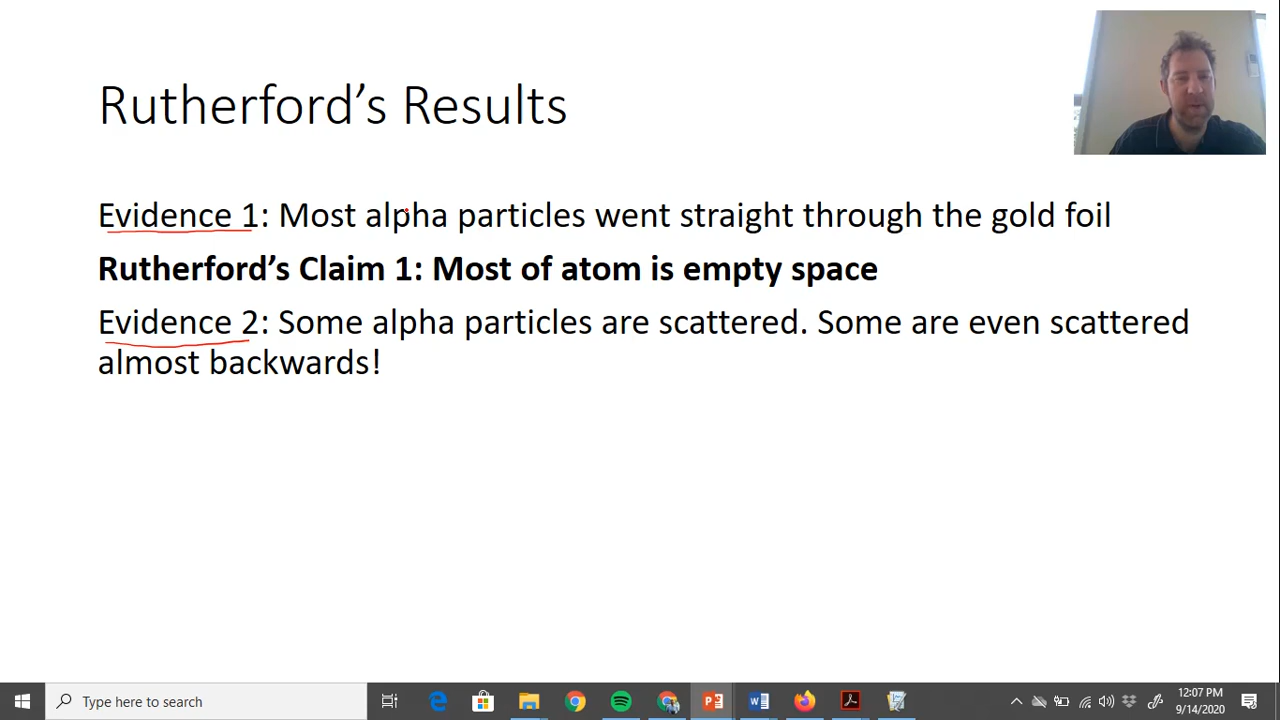 Rutherford's Results
Evidence 1: Most alpha particles went straight through the gold foil
Rutherford's Claim 1: Most of atom is empty space
Evidence 2: Some alpha particles are scattered. Some are even scattered
almost backwards!
Type here to search
12:07 PM
9/14/2020